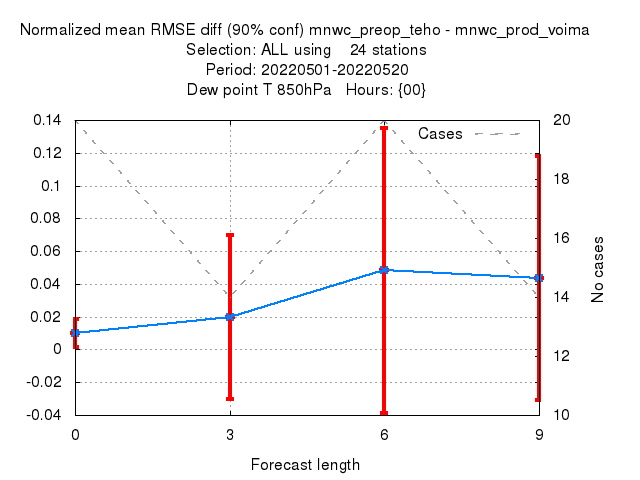 Normalized mean RMSE diff (90% conf) mnwc_preop_teho - mnwc_prod_voima
Selection: ALL using    24 stations
Period: 20220501-20220520
Dew point T 850hPa   Hours: {00}
Cases
0.14
0.12
0.1
0.08
0.06
0.04
0.02
0
-0.02
-0.04
20
18
16
14
12
10
No cases
0 3 6 9
Forecast length